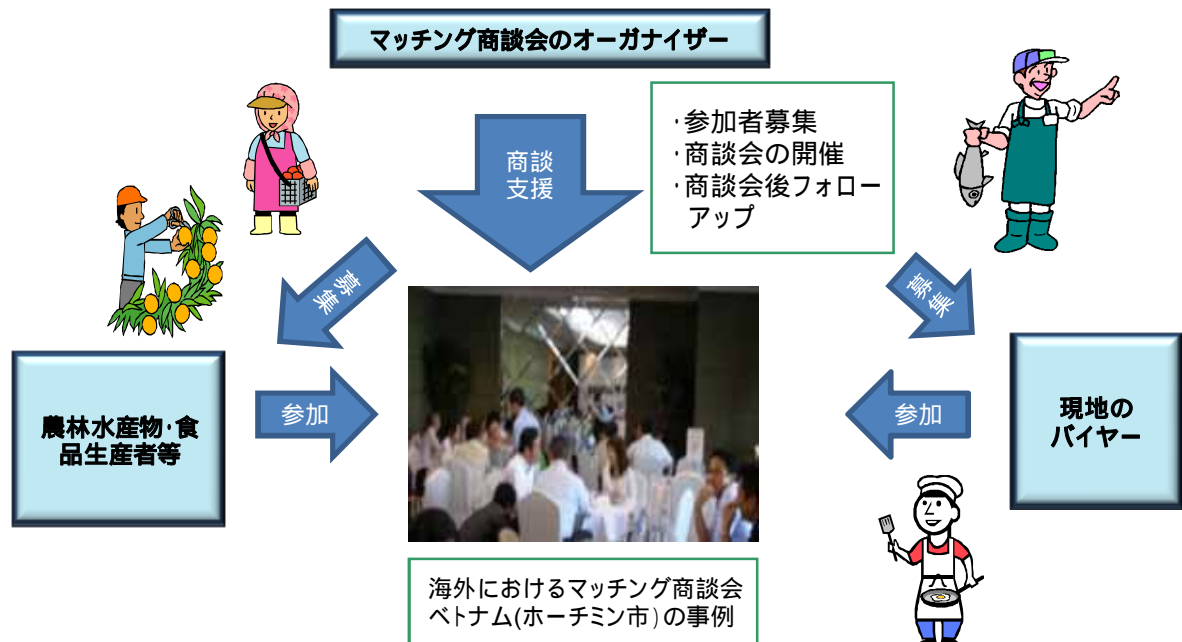 マッチング商談会のオーガナイザー
商談
支援
・参加者募集
・商談会の開催
・商談会後フォロー
アップ
募集
募集
農林水産物・食
品生産者等
参加
参加
現地の
バイヤー
海外におけるマッチング商談会
ベトナム(ホーチミン市)の事例